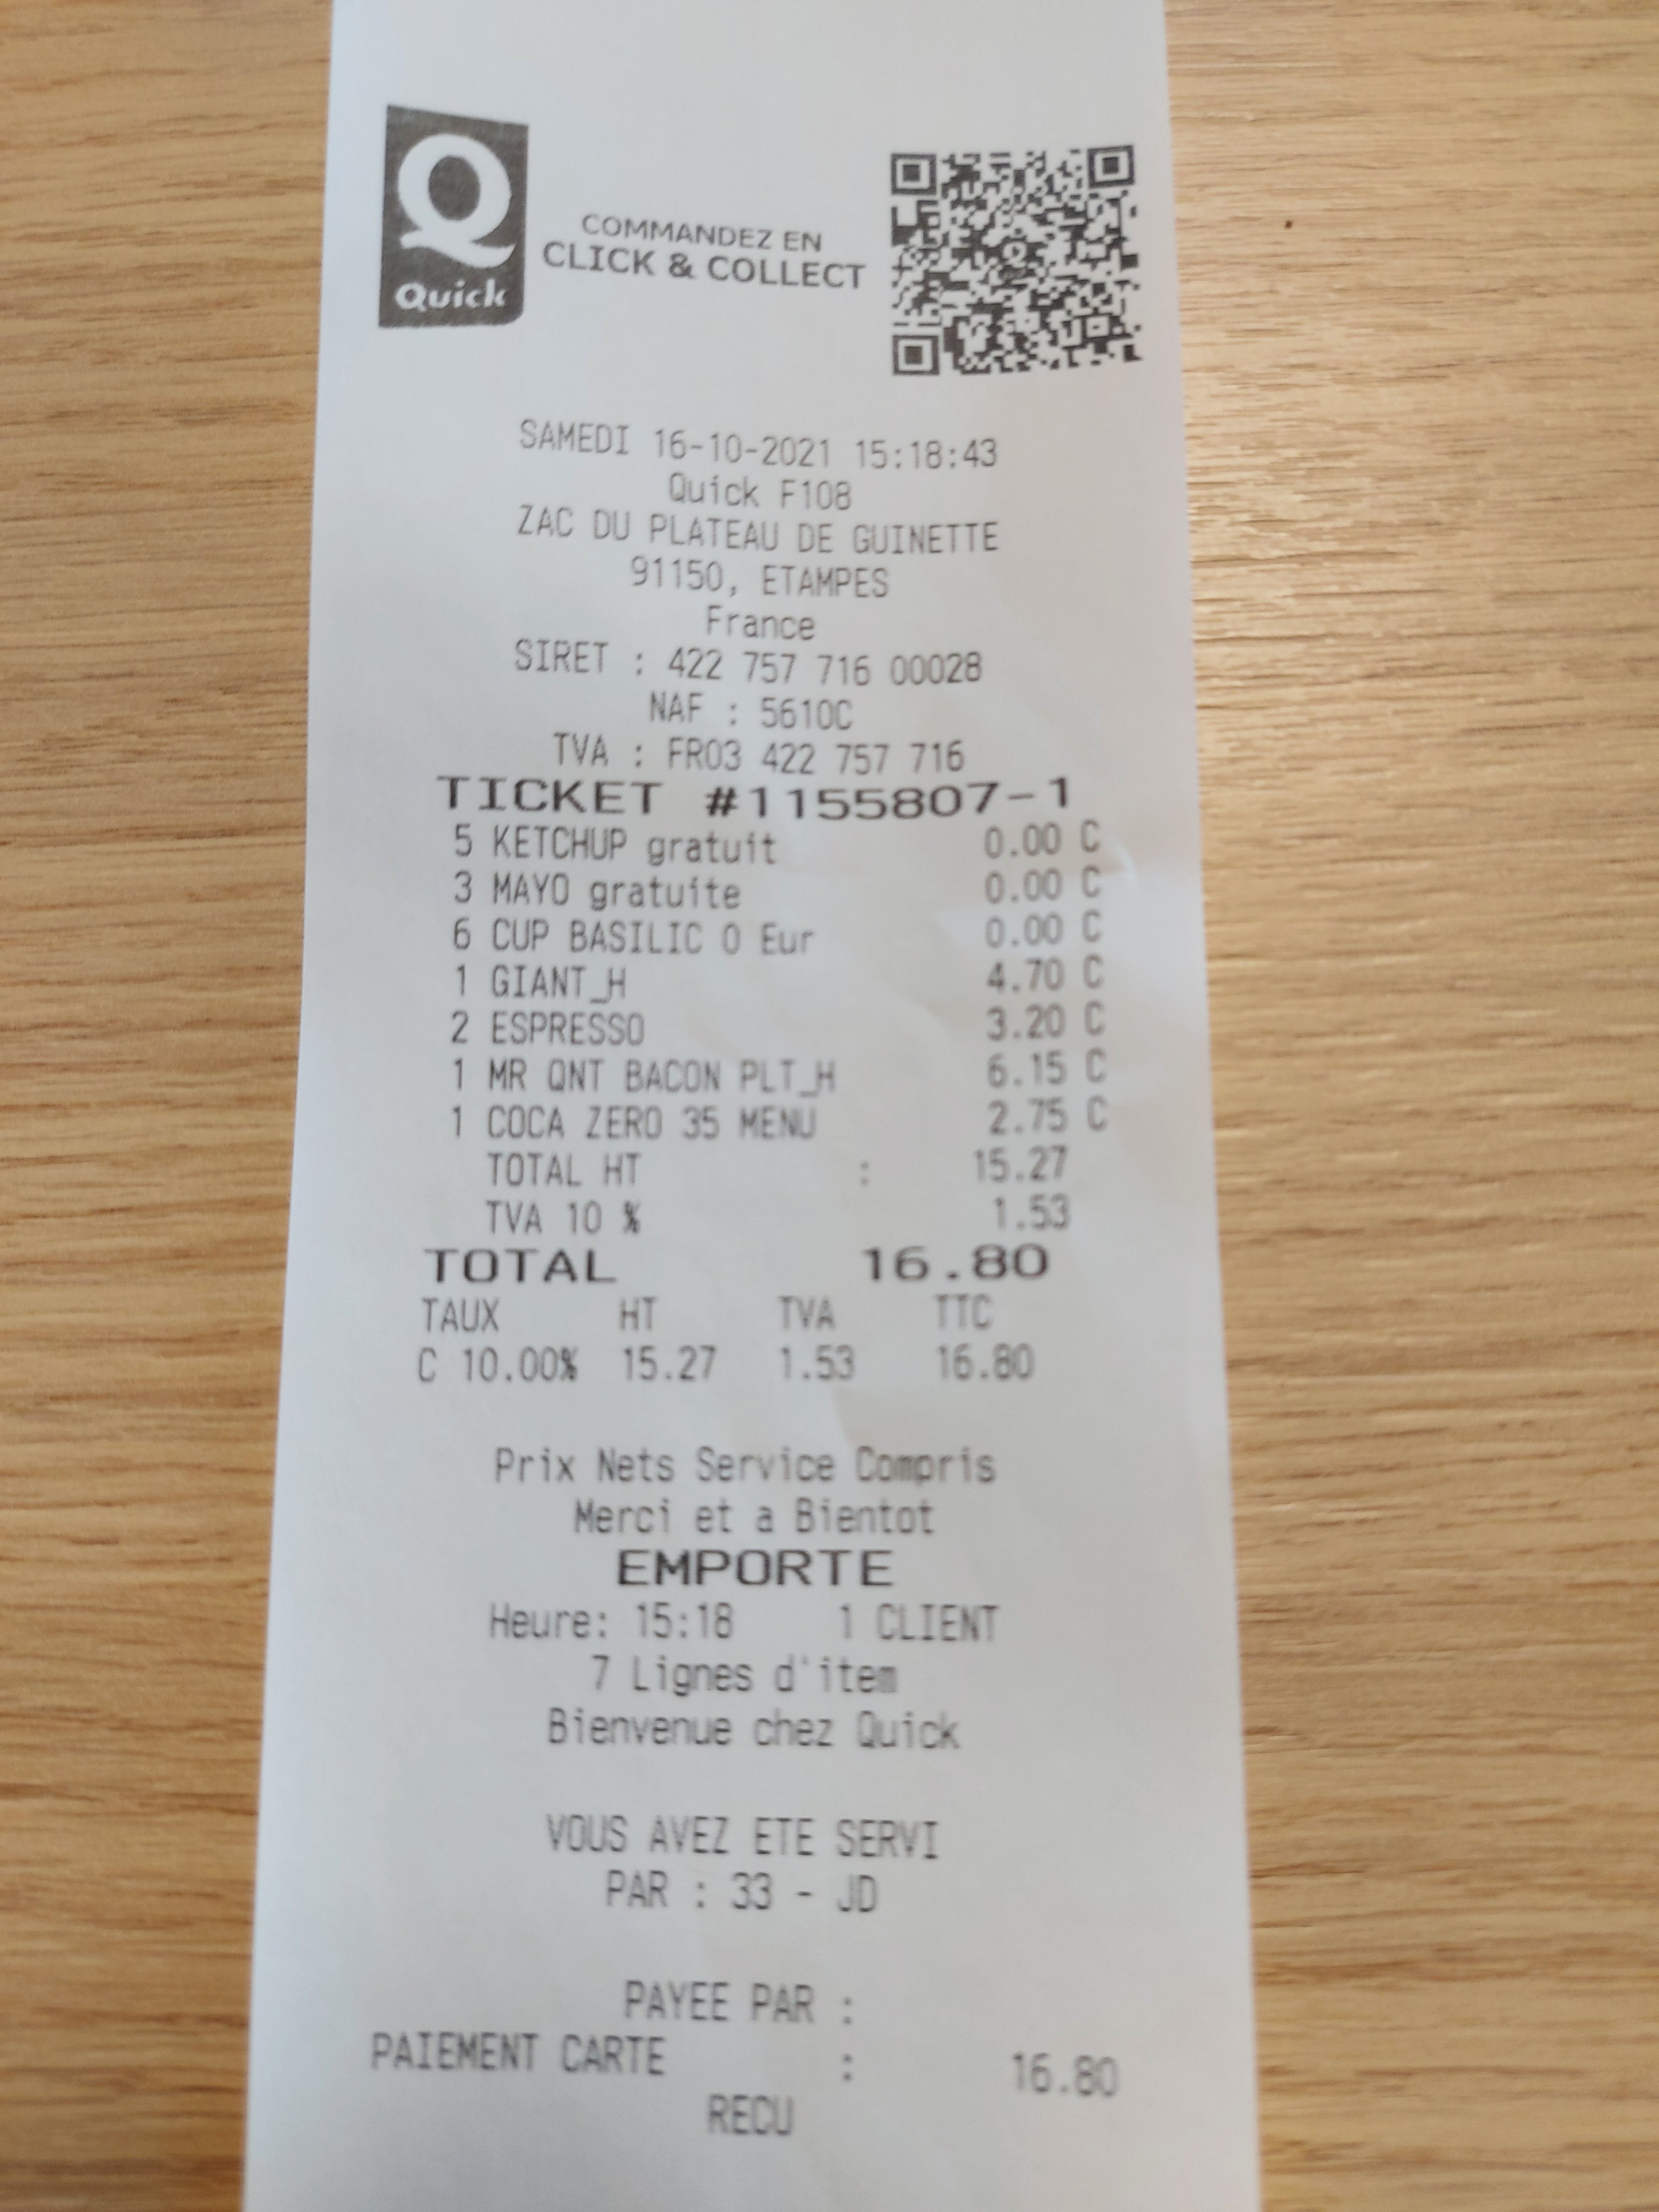 Q
Quick
COMMANDEZ EN
CLICK & COLLECT
SAMEDI 16-10-2021 15:18:43
Quick F108
ZAC DU PLATEAU DE GUINETTE
91150, ETAMPES
France
SIRET : 422 757 716 00028
NAF : 5610C
TVA : FR03 422 757 716
TICKET #1155807-1
5 KETCHUP gratuit 0.00 C
3 MAYO gratuite 0.00 C
6 CUP BASILIC 0 Eur 0.00 C
1 GIANT_H 4.70 C
2 ESPRESSO 3.20 C
1 MR QNT BACON PLT_H 6.15 C
1 COCA ZERO 35 MENU 2.75 C
TOTAL HT : 15.27
TVA 10 % 1.53
TOTAL 16.80
TAUX HT TVA TTC
C 10.00% 15.27 1.53 16.80
Prix Nets Service Compris
Merci et a Bientot
EMPORTE
Heure: 15:18 1 CLIENT
7 Lignes d'item
Bienvenue chez Quick
VOUS AVEZ ETE SERVI
PAR : 33 - JD
PAYEE PAR :
PAIEMENT CARTE : 16.80
RECU